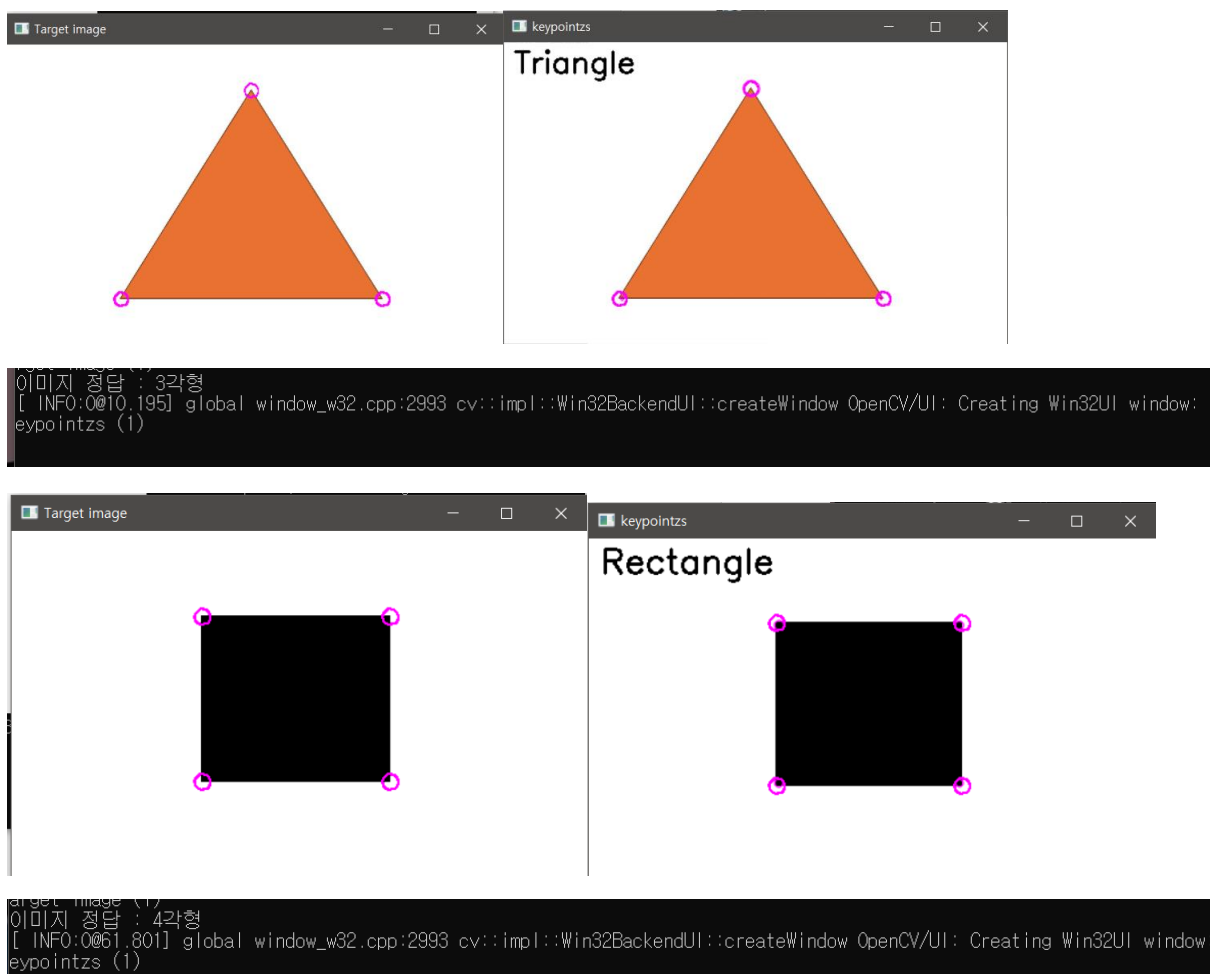 Target image
keypointzs
Triangle
이미지 정답 : 3각형
[ INFO:0@10.195] global window_w32.cpp:2993 cv::impl::Win32BackendUI::createWindow OpenCV/UI: Creating Win32UI window:
eypointzs (1)
Target image
keypointzs
Rectangle
arget image (1)
이미지 정답 : 4각형
[ INFO:0@61.801] global window_w32.cpp:2993 cv::impl::Win32BackendUI::createWindow OpenCV/UI: Creating Win32UI window
eypointzs (1)